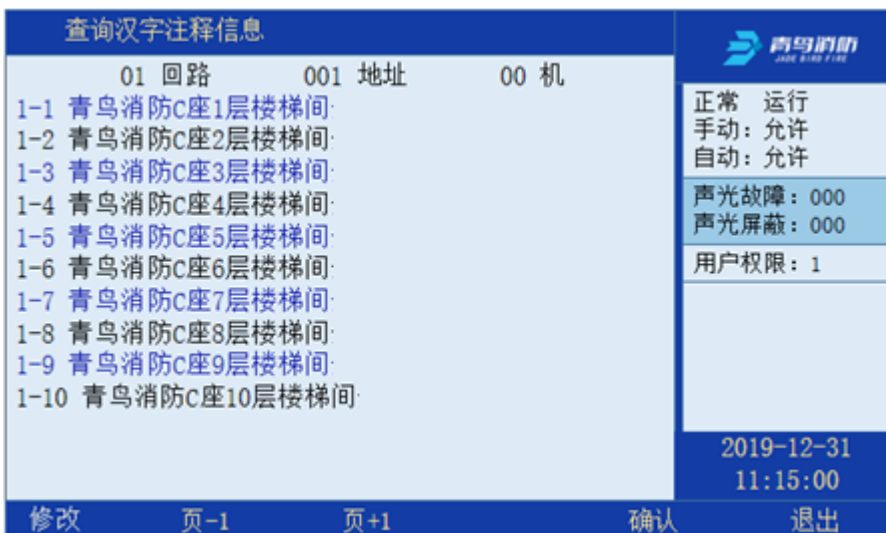 查询汉字注释信息
01 回路 001 地址 00 机
1-1 青鸟消防C座1层楼梯间
1-2 青鸟消防C座2层楼梯间
1-3 青鸟消防C座3层楼梯间
1-4 青鸟消防C座4层楼梯间
1-5 青鸟消防C座5层楼梯间
1-6 青鸟消防C座6层楼梯间
1-7 青鸟消防C座7层楼梯间
1-8 青鸟消防C座8层楼梯间
1-9 青鸟消防C座9层楼梯间
1-10 青鸟消防C座10层楼梯间
青鸟消防
JADE BIRD FIRE
正常 运行
手动：允许
自动：允许
声光故障：000
声光屏蔽：000
用户权限：1
2019-12-31
11:15:00
修改 页-1 页+1 确认 退出